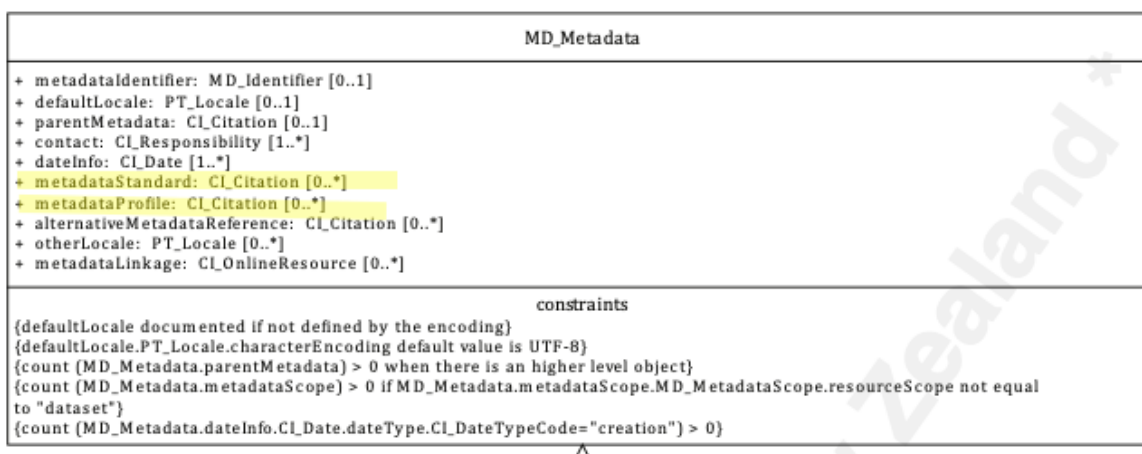 MD_Metadata
+ metadataIdentifier: MD_Identifier [0..1]
+ defaultLocale: PT_Locale [0..1]
+ parentMetadata: CI_Citation [0..1]
+ contact: CI_Responsibility [1..*]
+ dateInfo: CI_Date [1..*]
+ metadataStandard: CI_Citation [0..*]
+ metadataProfile: CI_Citation [0..*]
+ alternativeMetadataReference: CI_Citation [0..*]
+ otherLocale: PT_Locale [0..*]
+ metadataLinkage: CI_OnlineResource [0..*]
constraints
{defaultLocale documented if not defined by the encoding}
{defaultLocale.PT_Locale.characterEncoding default value is UTF-8}
{count (MD_Metadata.parentMetadata) > 0 when there is an higher level object}
{count (MD_Metadata.metadataScope) > 0 if MD_Metadata.metadataScope.MD_MetadataScope.resourceScope not equal
to "dataset"}
{count (MD_Metadata.dateInfo.CI_Date.dateType.CI_DateTypeCode="creation") > 0}
Zealand *